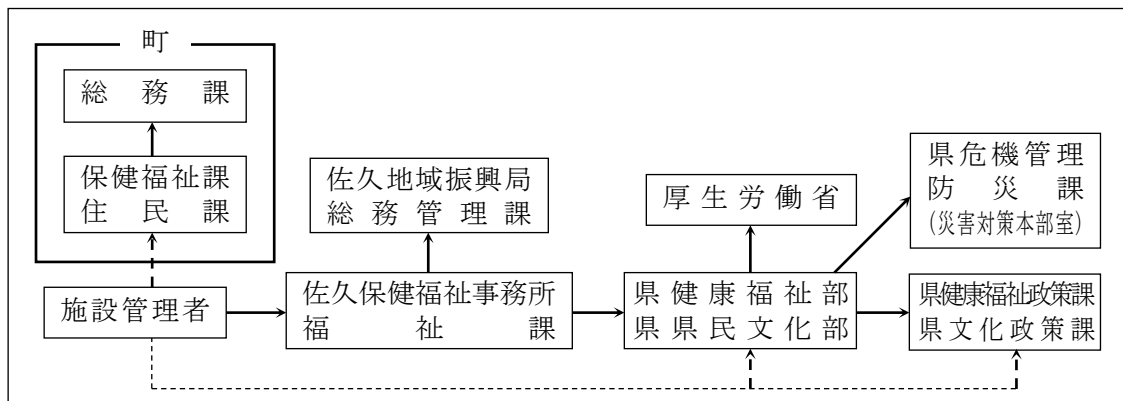 町
総務課
保健福祉課
住民課
施設管理者
佐久地域振興局
総務管理課
佐久保健福祉事務所
福祉課
厚生労働省
県健康福祉部
県県民文化部
県危機管理
防災課
(災害対策本部室)
県健康福祉政策課
県文化政策課